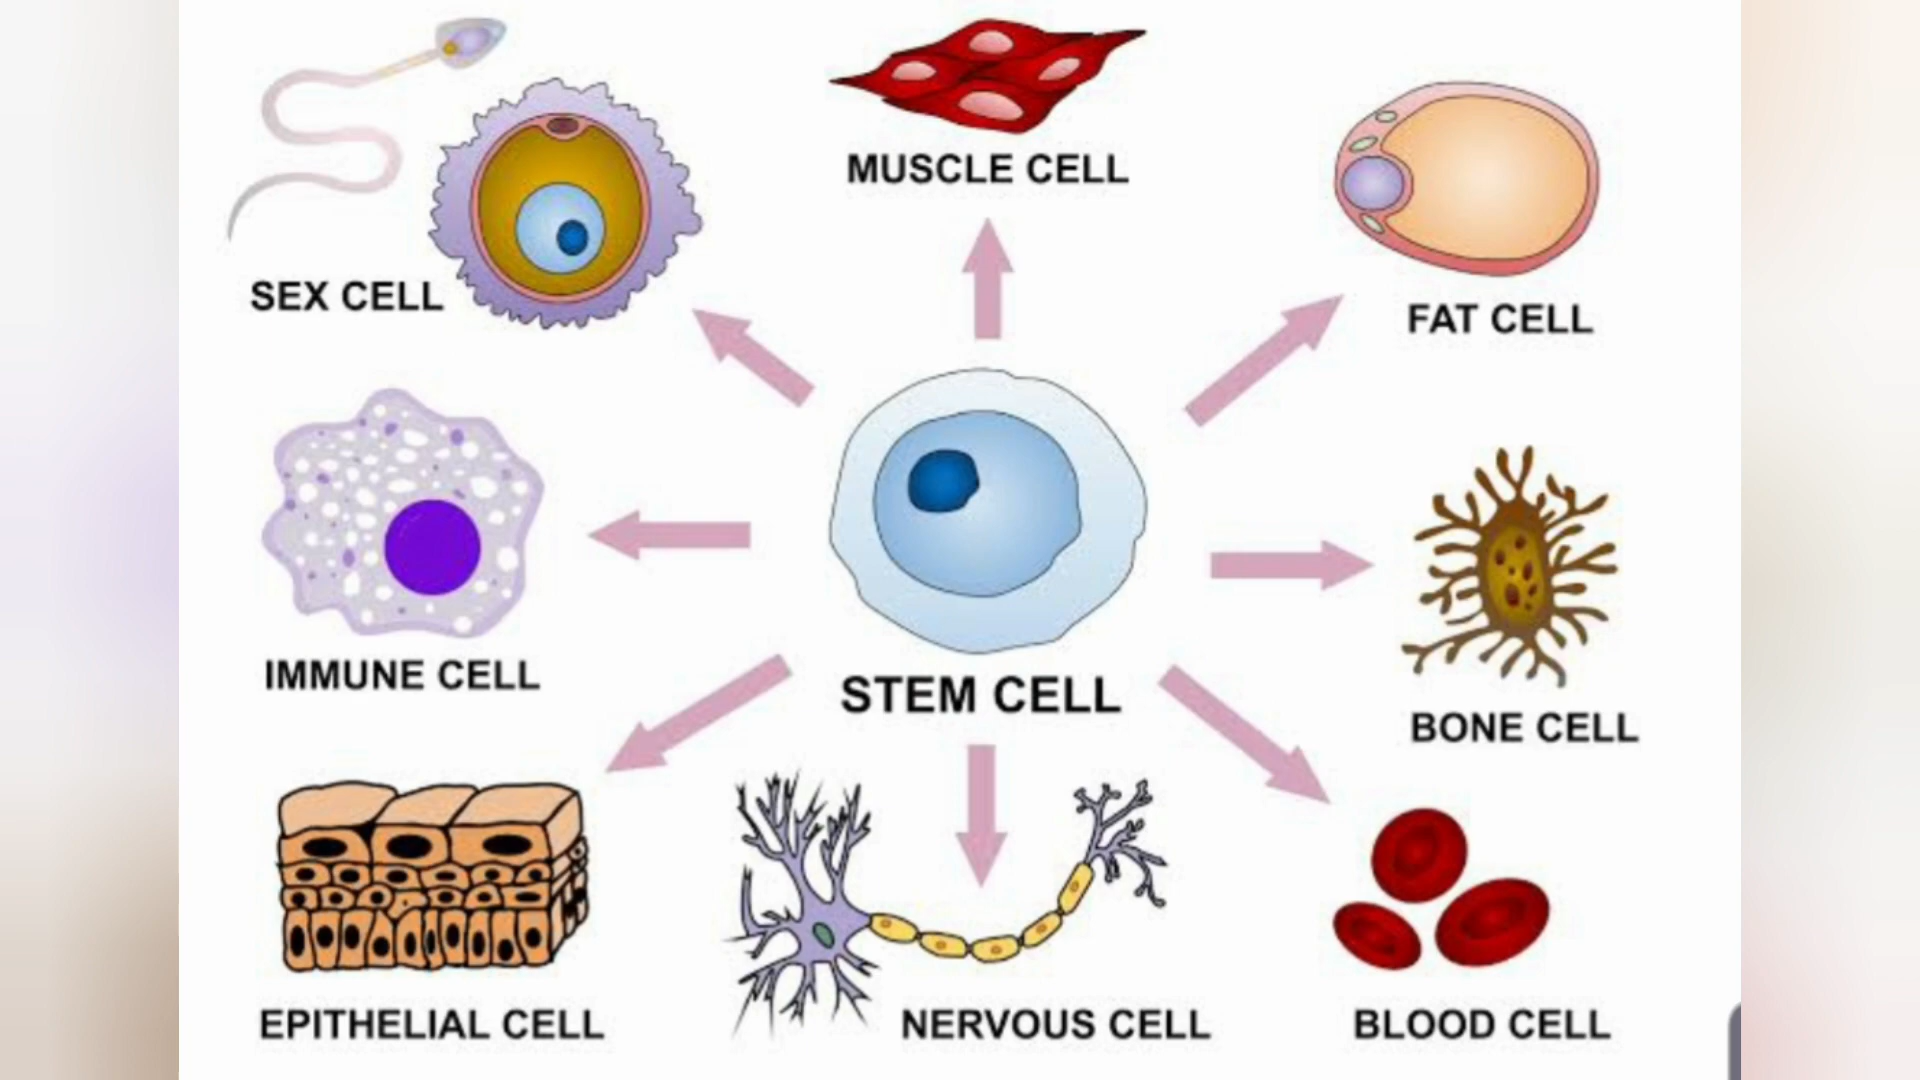 MUSCLE CELL
SEX CELL
FAT CELL
IMMUNE CELL
STEM CELL
BONE CELL
EPITHELIAL CELL
NERVOUS CELL
BLOOD CELL